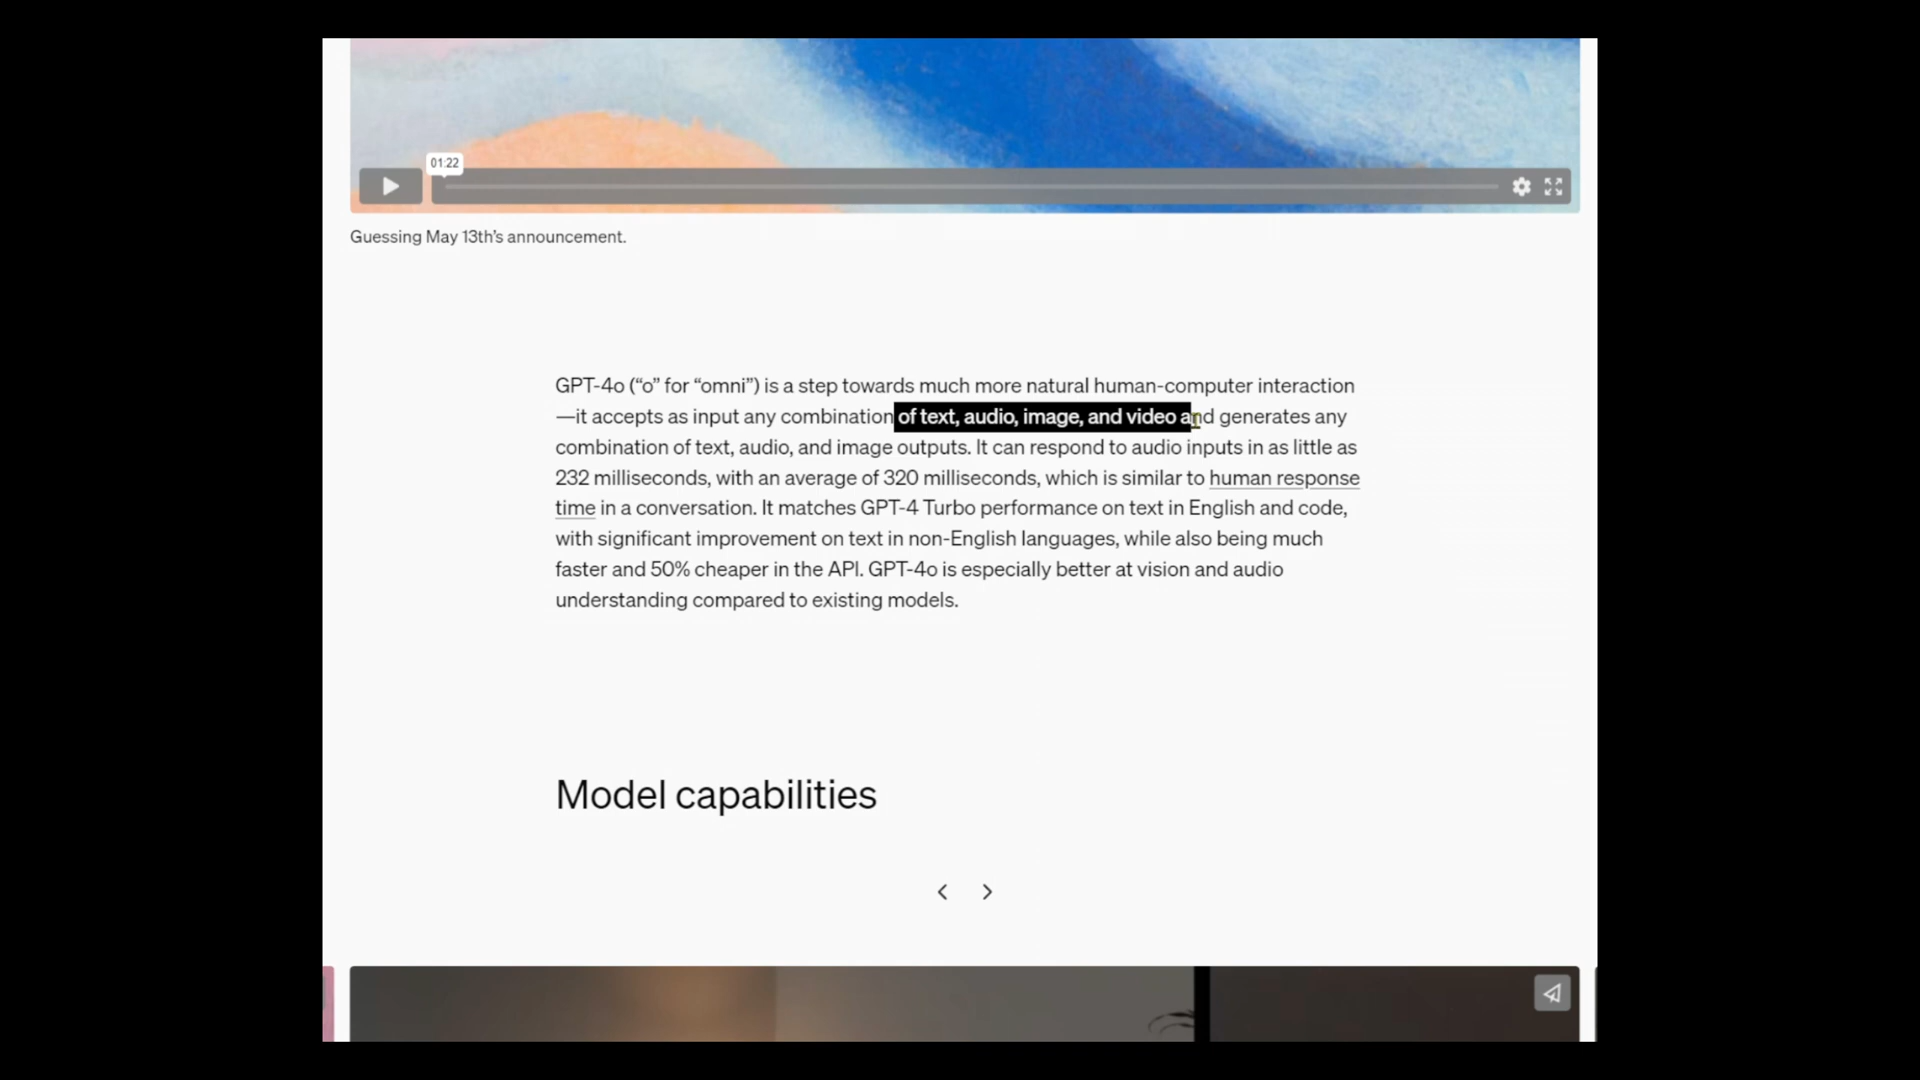 01:22
Guessing May 13th’s announcement.
GPT-4o (“o” for “omni”) is a step towards much more natural human-computer interaction
—it accepts as input any combination of text, audio, image, and video and generates any
combination of text, audio, and image outputs. It can respond to audio inputs in as little as
232 milliseconds, with an average of 320 milliseconds, which is similar to human response
time in a conversation. It matches GPT-4 Turbo performance on text in English and code,
with significant improvement on text in non-English languages, while also being much
faster and 50% cheaper in the API. GPT-4o is especially better at vision and audio
understanding compared to existing models.
Model capabilities